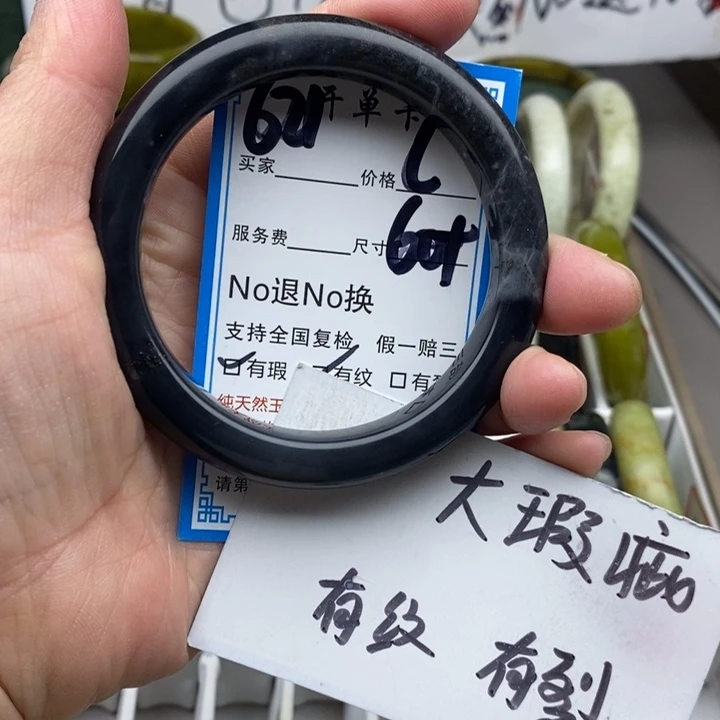 621 开单卡
买家 价格 C
服务费 尺寸 60+
No退No换
支持全国复检 假一赔三
有瑕 有纹 口有
纯天然玉
请第
大瑕疵
有纹 有裂